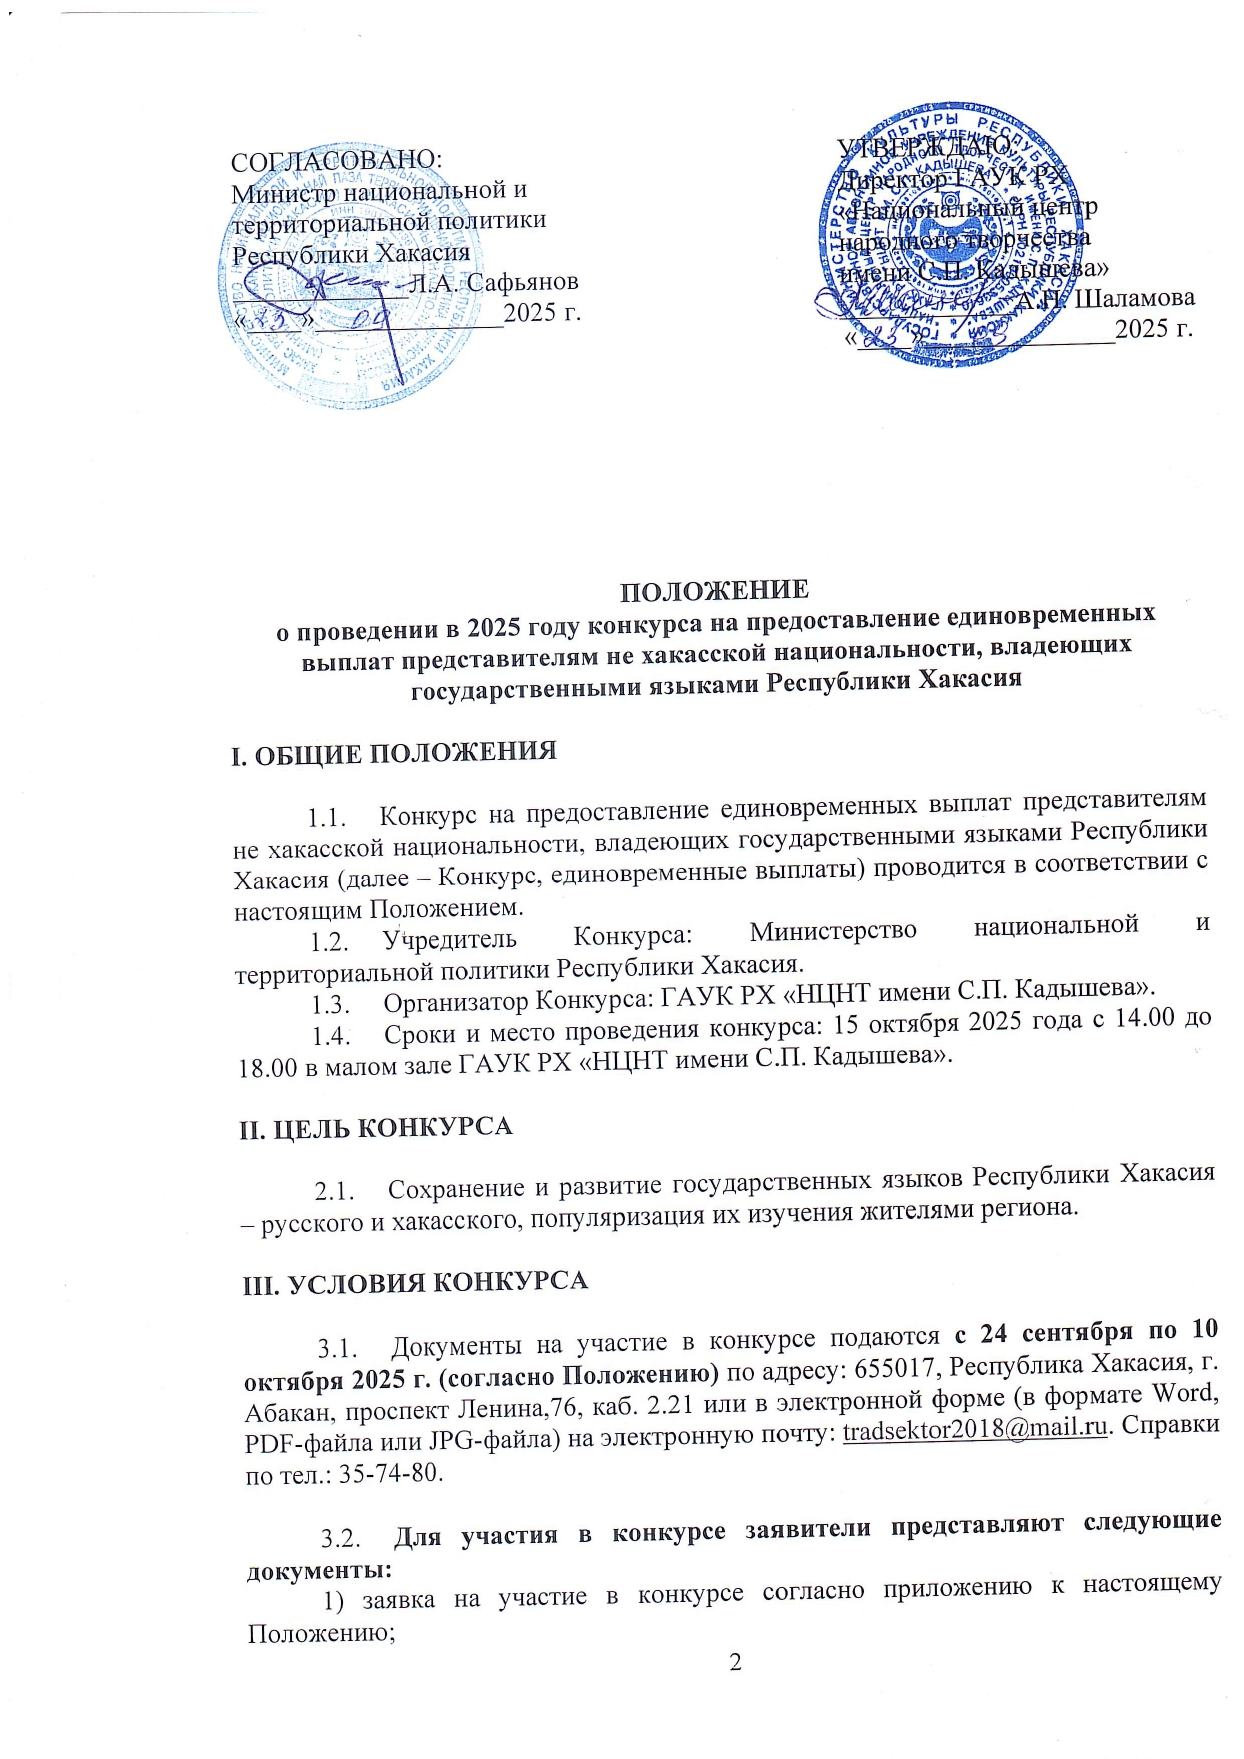 СОГЛАСОВАНО:
Министр национальной и
территориальной политики
Республики Хакасия
_____________Л.А. Сафьянов
«23»  09  2025 г.
УТВЕРЖДАЮ:
Директор ГАУК РХ
«Национальный центр
народного творчества
имени С.П. Кадышева»
_____________А.П. Шаламова
«23» ______________2025 г.
ПОЛОЖЕНИЕ
о проведении в 2025 году конкурса на предоставление единовременных
выплат представителям не хакасской национальности, владеющих
государственными языками Республики Хакасия
I. ОБЩИЕ ПОЛОЖЕНИЯ
1.1. Конкурс на предоставление единовременных выплат представителям
не хакасской национальности, владеющих государственными языками Республики
Хакасия (далее – Конкурс, единовременные выплаты) проводится в соответствии с
настоящим Положением.
1.2. Учредитель Конкурса: Министерство национальной и
территориальной политики Республики Хакасия.
1.3. Организатор Конкурса: ГАУК РХ «НЦНТ имени С.П. Кадышева».
1.4. Сроки и место проведения конкурса: 15 октября 2025 года с 14.00 до
18.00 в малом зале ГАУК РХ «НЦНТ имени С.П. Кадышева».
II. ЦЕЛЬ КОНКУРСА
2.1. Сохранение и развитие государственных языков Республики Хакасия
– русского и хакасского, популяризация их изучения жителями региона.
III. УСЛОВИЯ КОНКУРСА
3.1. Документы на участие в конкурсе подаются с 24 сентября по 10
октября 2025 г. (согласно Положению) по адресу: 655017, Республика Хакасия, г.
Абакан, проспект Ленина,76, каб. 2.21 или в электронной форме (в формате Word,
PDF-файла или JPG-файла) на электронную почту: tradsektor2018@mail.ru. Справки
по тел.: 35-74-80.
3.2. Для участия в конкурсе заявители представляют следующие
документы:
1) заявка на участие в конкурсе согласно приложению к настоящему
Положению;
2